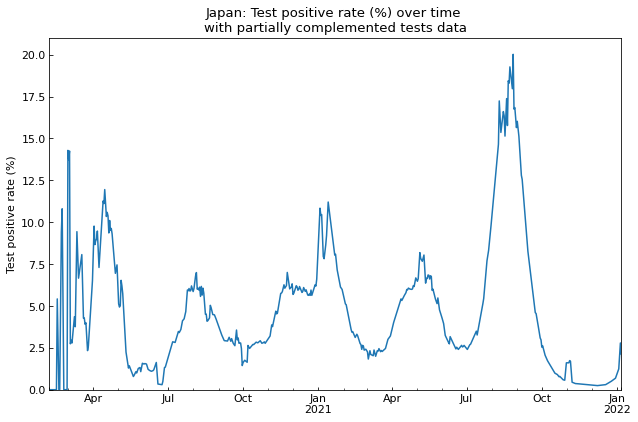 Japan: Test positive rate (%) over time
with partially complemented tests data
Test positive rate (%)
20.0
17.5
15.0
12.5
10.0
7.5
5.0
2.5
0.0
Apr
Jul
Oct
Jan
2021
Apr
Jul
Oct
Jan
2022